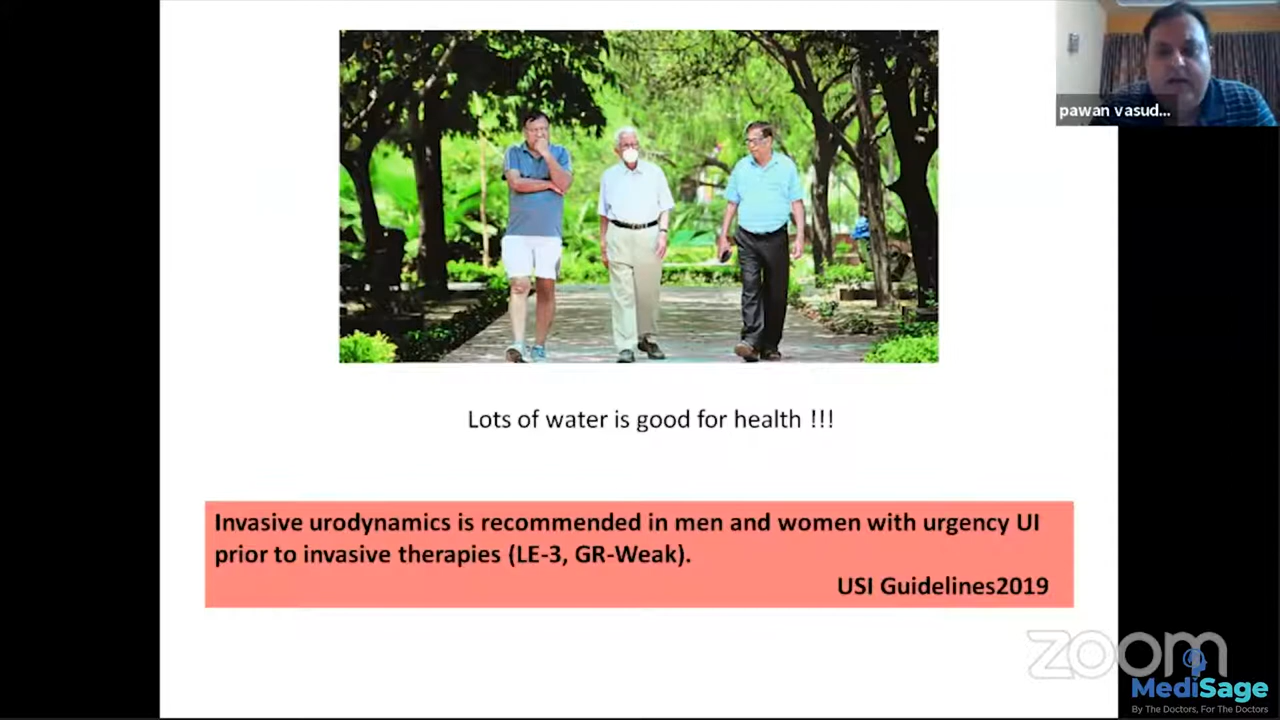 pawan vasud...
Lots of water is good for health !!!
Invasive urodynamics is recommended in men and women with urgency UI
prior to invasive therapies (LE-3, GR-Weak).
USI Guidelines2019
zoom
MediSage
By The Doctors, For The Doctors